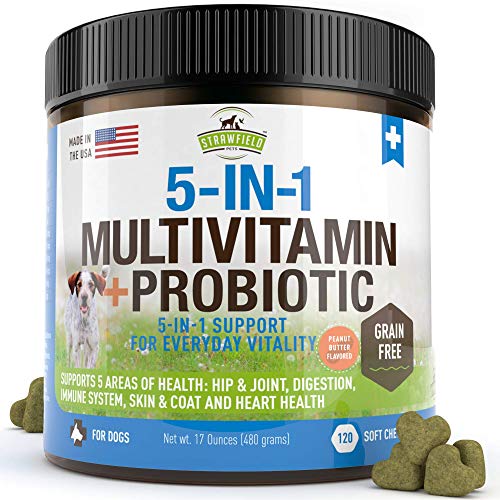 STRAWFIELD
PETS
MADE IN
THE USA
5-IN-1
MULTIVITAMIN
+PROBIOTIC
5-IN-1 SUPPORT
FOR EVERYDAY VITALITY
PEANUT
BUTTER
FLAVORED
GRAIN
FREE
SUPPORTS 5 AREAS OF HEALTH: HIP & JOINT, DIGESTION,
IMMUNE SYSTEM, SKIN & COAT AND HEART HEALTH
FOR DOGS
Net wt. 17 Ounces (480 grams)
120 SOFT CHE